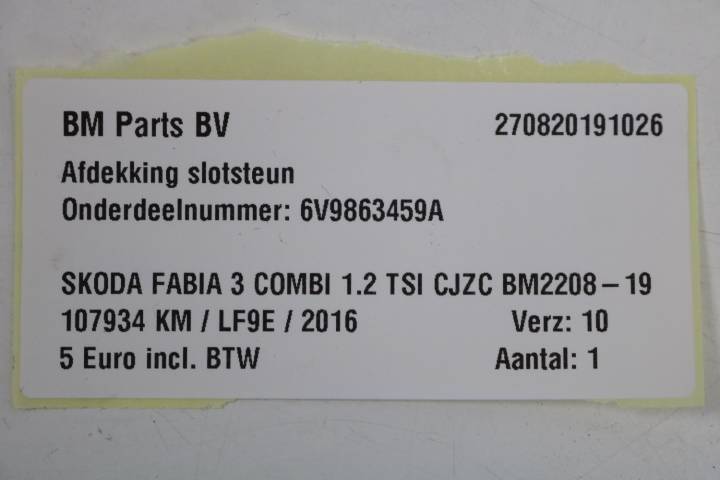 BM Parts BV 270820191026
Afdekking slotsteun
Onderdeelnummer: 6V9863459A
SKODA FABIA 3 COMBI 1.2 TSI CJZC BM2208-19
107934 KM / LF9E / 2016 Verz: 10
5 Euro incl. BTW Aantal: 1